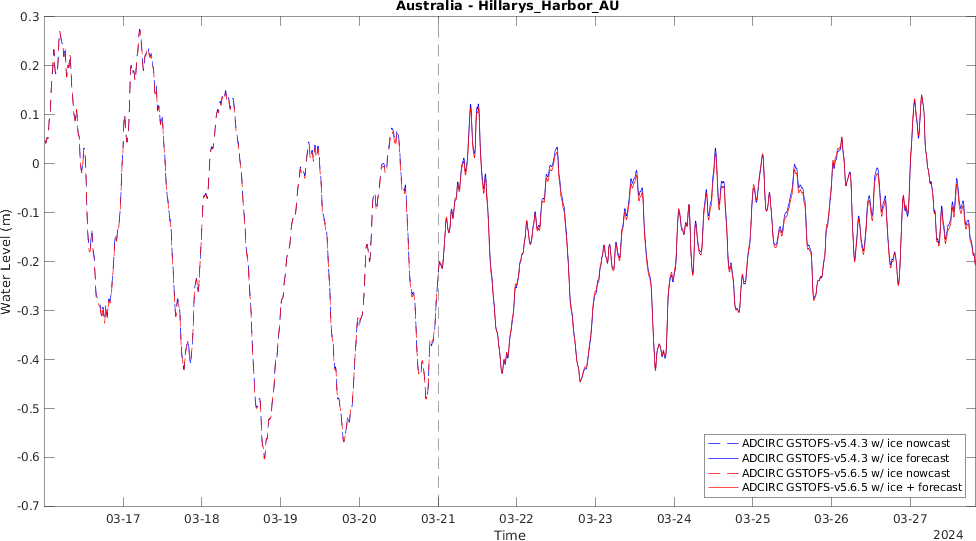 Australia - Hillarys_Harbor_AU
0.3
0.2
0.1
0
-0.1
-0.2
-0.3
-0.4
-0.5
-0.6
-0.7
Water Level (m)
ADCIRC GSTOFS-v5.4.3 w/ ice nowcast
ADCIRC GSTOFS-v5.4.3 w/ ice forecast
ADCIRC GSTOFS-v5.6.5 w/ ice nowcast
ADCIRC GSTOFS-v5.6.5 w/ ice + forecast
03-17 03-18 03-19 03-20 03-21 03-22 03-23 03-24 03-25 03-26 03-27
Time
2024